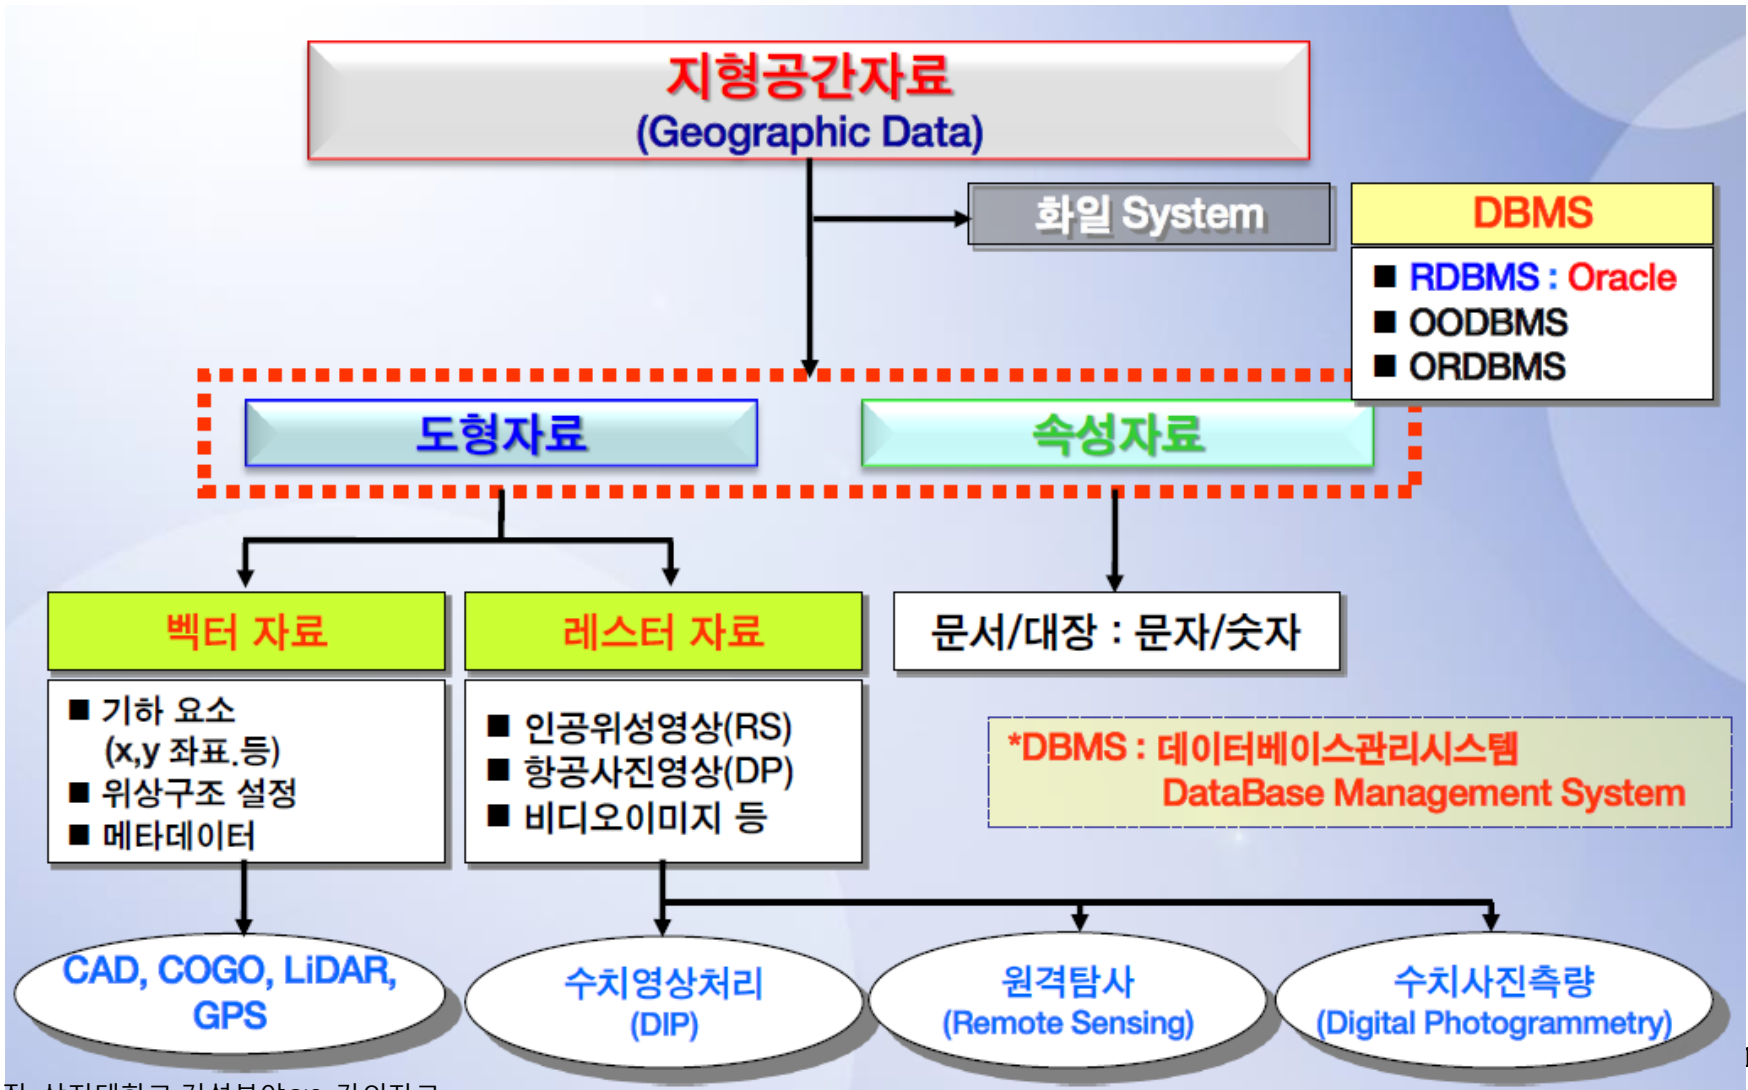 지형공간자료
(Geographic Data)
화일 System
DBMS
■ RDBMS : Oracle
■ OODBMS
■ ORDBMS
도형자료
속성자료
벡터 자료
■ 기하 요소
(x,y 좌표.등)
■ 위상구조 설정
■ 메타데이터
레스터 자료
■ 인공위성영상(RS)
■ 항공사진영상(DP)
■ 비디오이미지 등
문서/대장 : 문자/숫자
*DBMS : 데이터베이스관리시스템
DataBase Management System
CAD, COGO, LiDAR,
GPS
수치영상처리
(DIP)
원격탐사
(Remote Sensing)
수치사진측량
(Digital Photogrammetry)